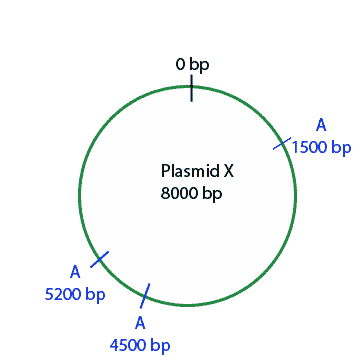 0 bp
A
1500 bp
Plasmid X
8000 bp
A
5200 bp
A
4500 bp